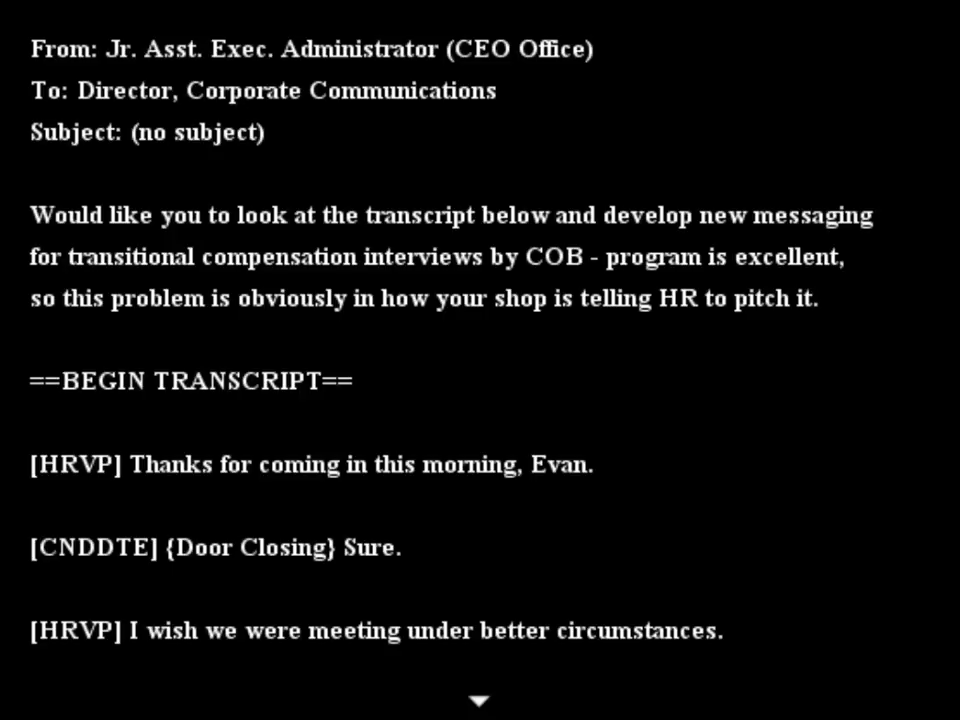 From: Jr. Asst. Exec. Administrator (CEO Office)
To: Director, Corporate Communications
Subject: (no subject)
Would like you to look at the transcript below and develop new messaging
for transitional compensation interviews by COB - program is excellent,
so this problem is obviously in how your shop is telling HR to pitch it.
==BEGIN TRANSCRIPT==
[HRVP] Thanks for coming in this morning, Evan.
[CNDDTE] {Door Closing} Sure.
[HRVP] I wish we were meeting under better circumstances.